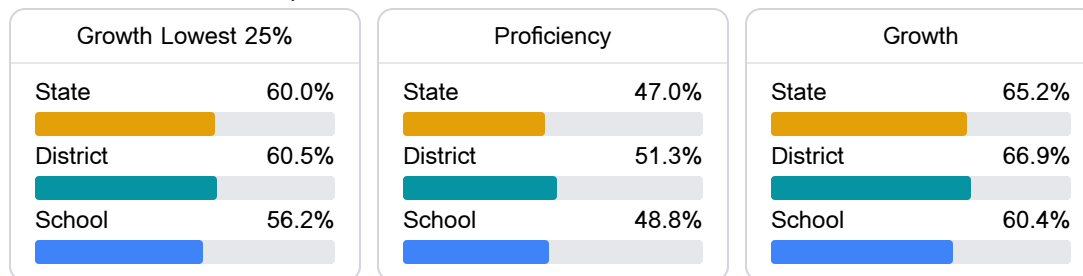 Growth Lowest 25%
State 60.0%
District 60.5%
School 56.2%
Proficiency
State 47.0%
District 51.3%
School 48.8%
Growth
State 65.2%
District 66.9%
School 60.4%